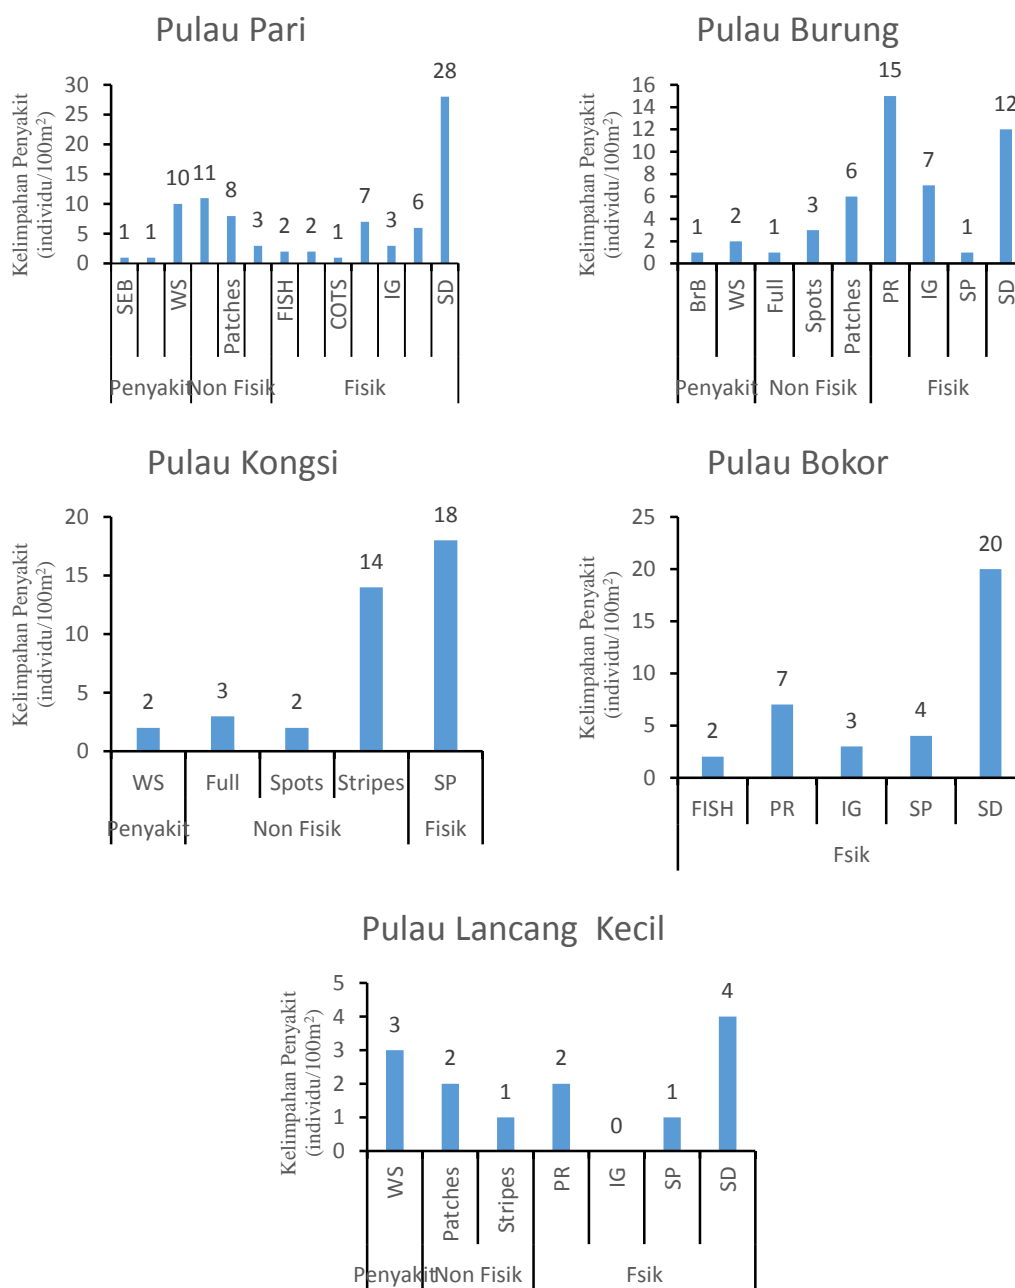 Pulau Pari
Kelimpahan Penyakit
(individu/100m²)
30
25
20
15
10
5
0
1
1
10
11
8
3
2
2
1
7
3
6
28
SEB
WS
Patches
FISH
COTS
IG
SD
Penyakit
Non Fisik
Fisik
Pulau Burung
Kelimpahan Penyakit
(individu/100m²)
16
14
12
10
8
6
4
2
0
1
2
1
3
6
15
7
1
12
BrB
WS
Full
Spots
Patches
PR
IG
SP
SD
Penyakit
Non Fisik
Fisik
Pulau Kongsi
Kelimpahan Penyakit
(individu/100m²)
20
15
10
5
0
2
3
2
14
18
WS
Full
Spots
Stripes
SP
Penyakit
Non Fisik
Fisik
Pulau Bokor
Kelimpahan Penyakit
(individu/100m²)
25
20
15
10
5
0
2
7
3
4
20
FISH
PR
IG
SP
SD
Fsik
Pulau Lancang Kecil
Kelimpahan Penyakit
(individu/100m²)
5
4
3
2
1
0
3
2
1
2
0
1
4
WS
Patches
Stripes
PR
IG
SP
SD
Penyakit
Non Fisik
Fsik